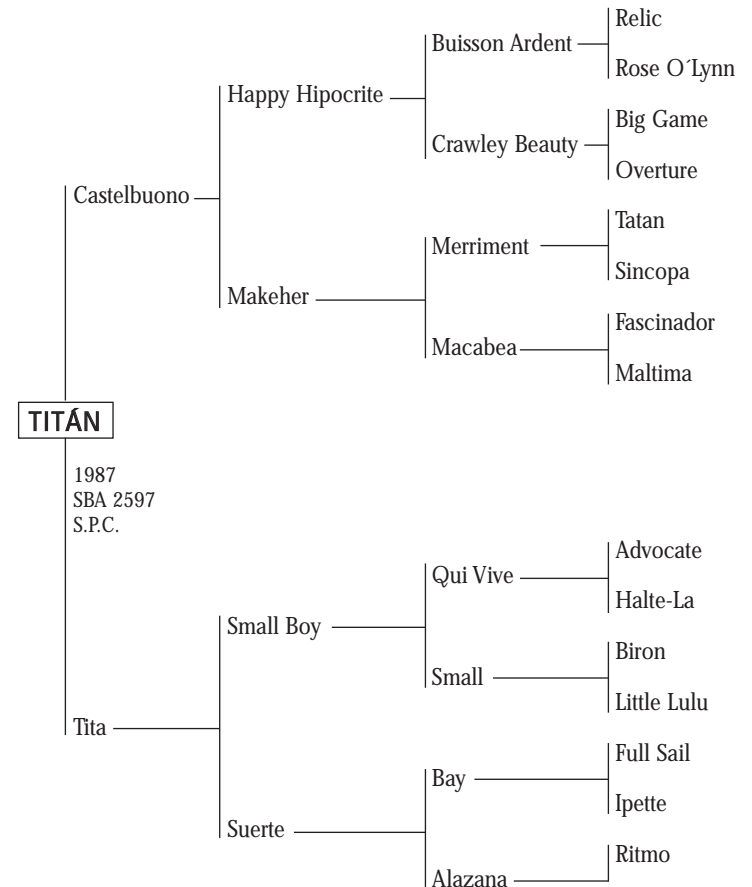 Relic
Buisson Ardent
Rose O´Lynn
Happy Hipocrite
Big Game
Crawley Beauty
Overture
Castelbuono
Tatan
Merriment
Sincopa
Makeher
Fascinador
Macabea
Maltima
TITÁN
1987
SBA 2597
S.P.C.
Advocate
Qui Vive
Halte-La
Small Boy
Biron
Small
Little Lulu
Tita
Full Sail
Bay
Ipette
Suerte
Ritmo
Alazana